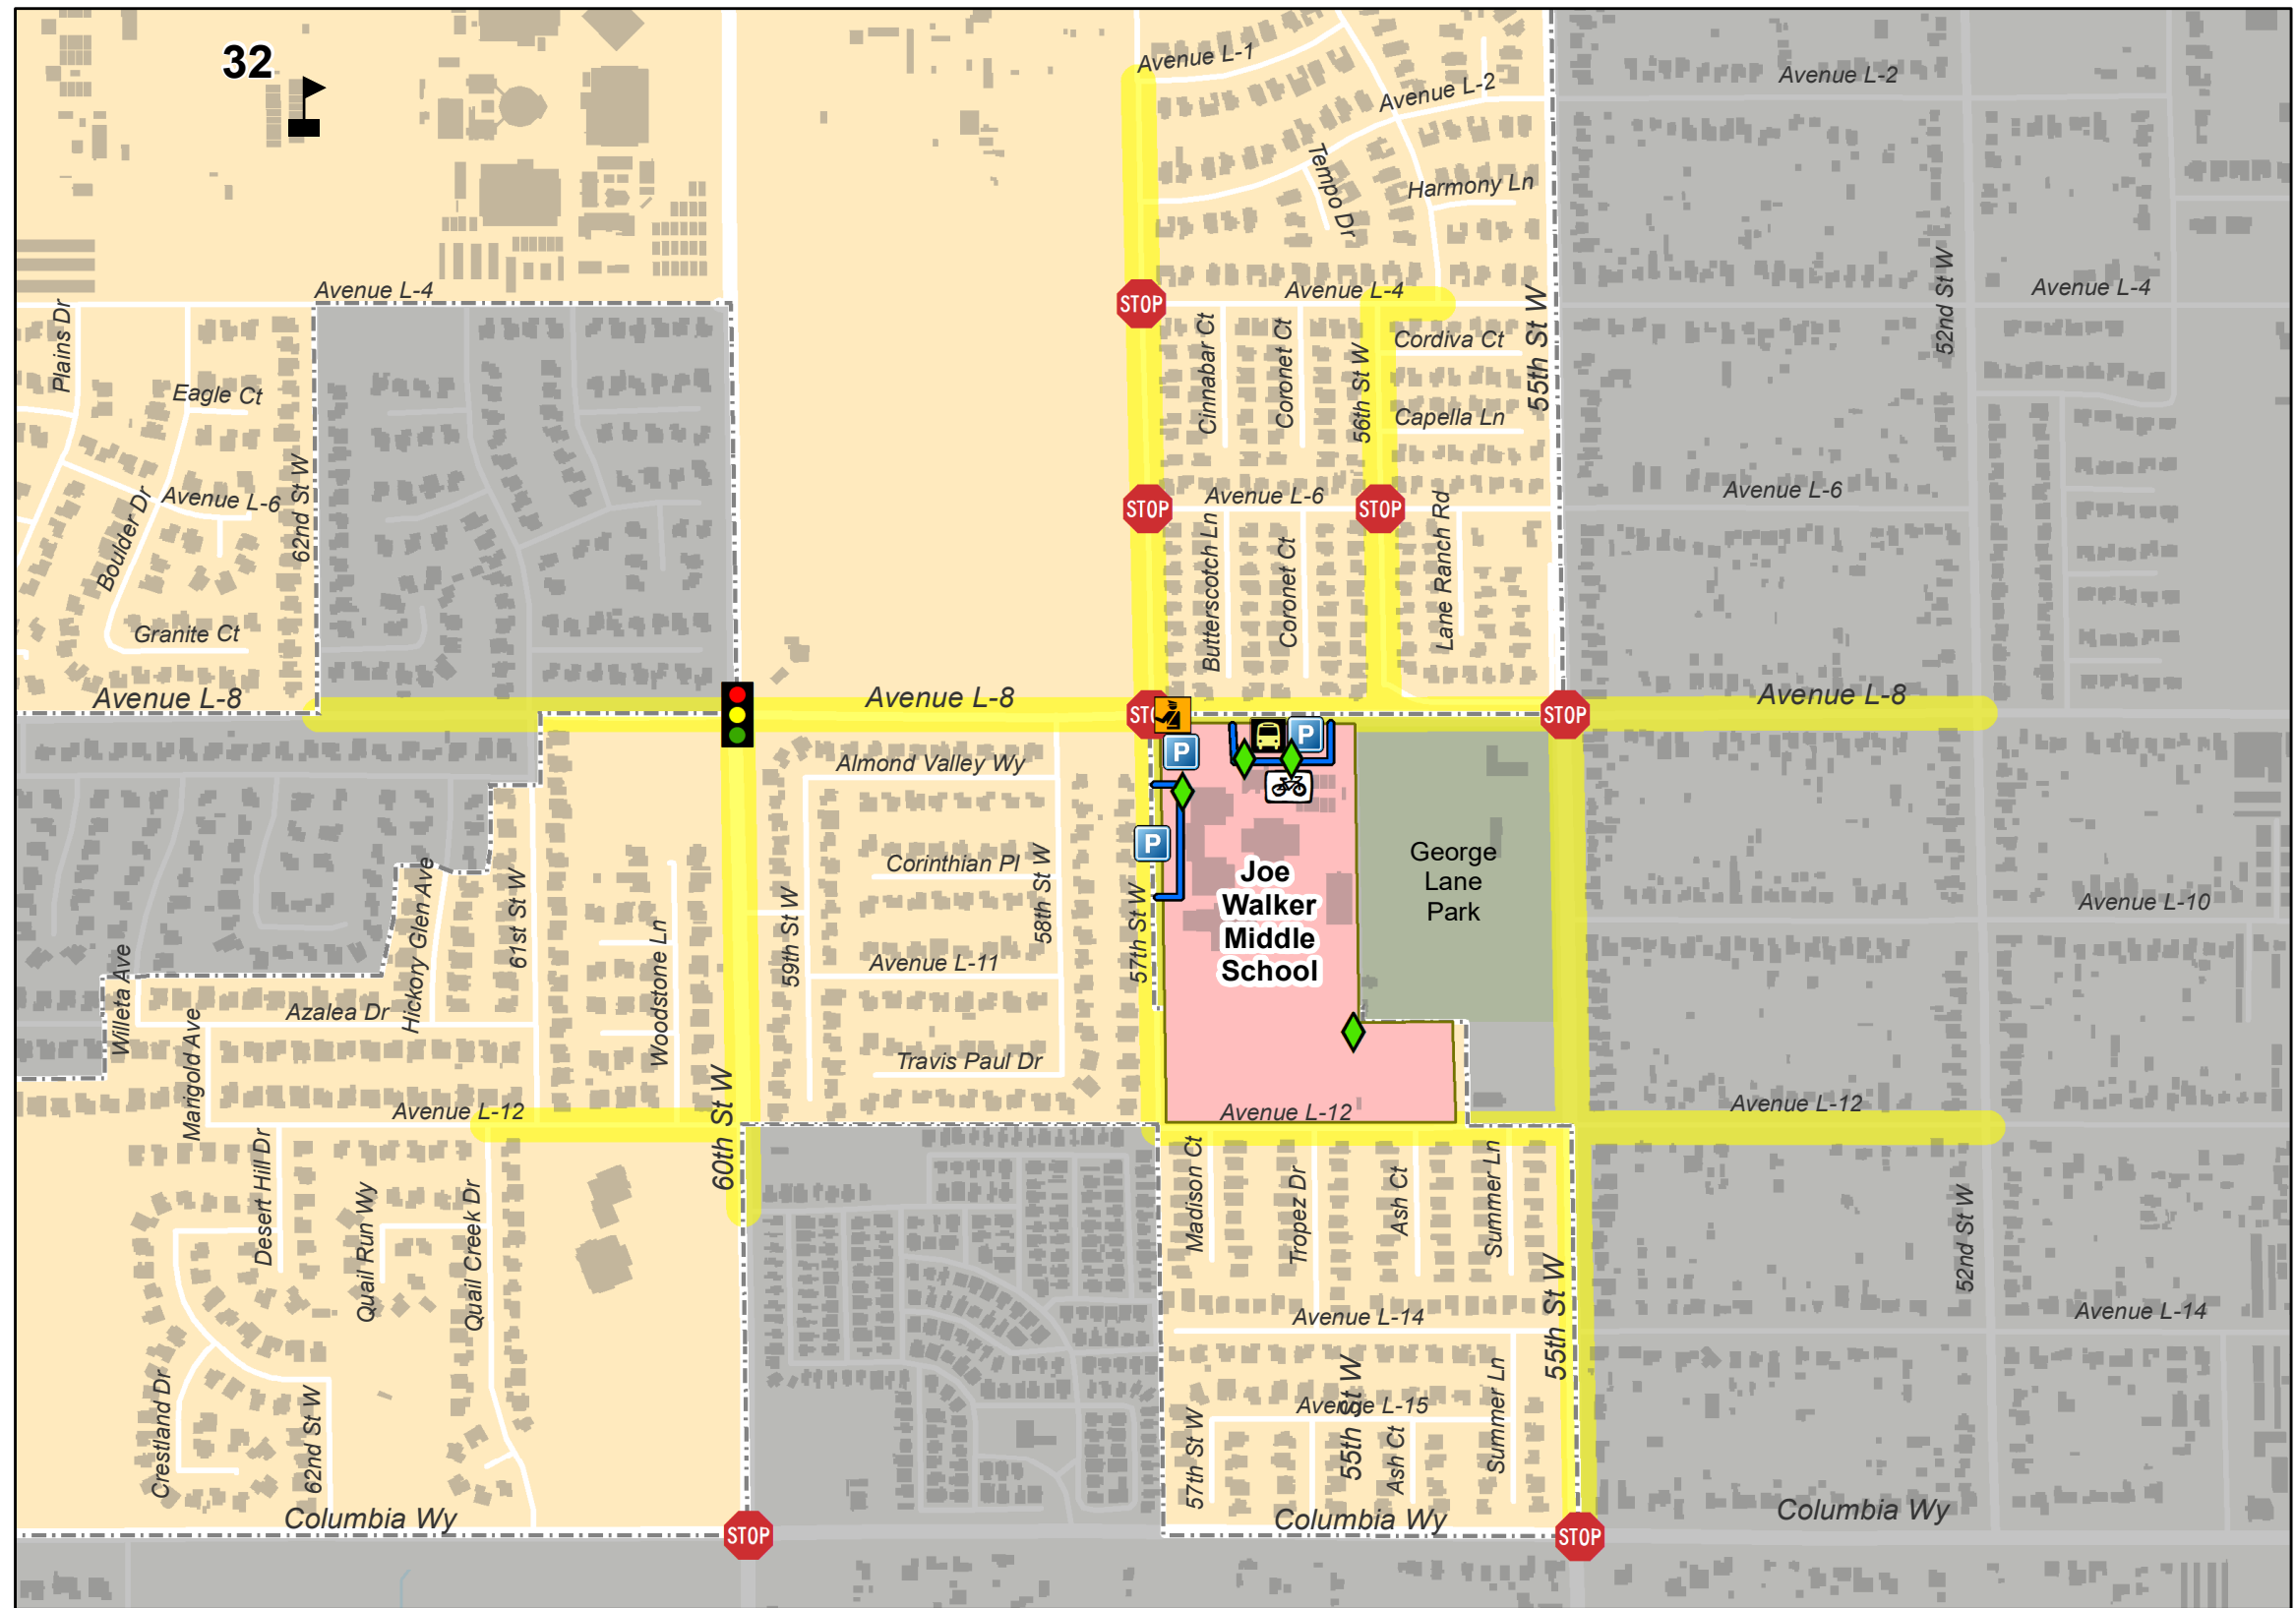 32
Avenue L-1
Avenue L-2
Avenue L-2
Tempo Dr
Harmony Ln
Avenue L-4
Avenue L-4
Avenue L-4
52nd St W
STOP
Plains Dr
Eagle Ct
Cinnabar Ct
Coronet Ct
56th St W
Cordiva Ct
Capella Ln
55th St W
Boulder Dr
Avenue L-6
62nd St W
STOP
Avenue L-6
STOP
Avenue L-6
Butterscotch Ln
Coronet Ct
Lane Ranch Rd
Granite Ct
Avenue L-8
Avenue L-8
Avenue L-8
STOP
STOP
P
P
P
Almond Valley Wy
Corinthian Pl
58th St W
59th St W
57th St W
Avenue L-11
Travis Paul Dr
Joe
Walker
Middle
School
George
Lane
Park
Avenue L-10
Hickory Glen Ave
61st St W
Woodstone Ln
Willeta Ave
Marigold Ave
Azalea Dr
60th St W
Avenue L-12
Avenue L-12
Avenue L-12
Desert Hill Dr
Quail Run Wy
Quail Creek Dr
Madison Ct
Tropez Dr
Ash Ct
Summer Ln
52nd St W
Avenue L-14
Avenue L-14
55th St W
Crestland Dr
62nd St W
Avenue L-15
55th St W
57th St W
Ash Ct
Summer Ln
Columbia Wy
Columbia Wy
Columbia Wy
STOP
STOP